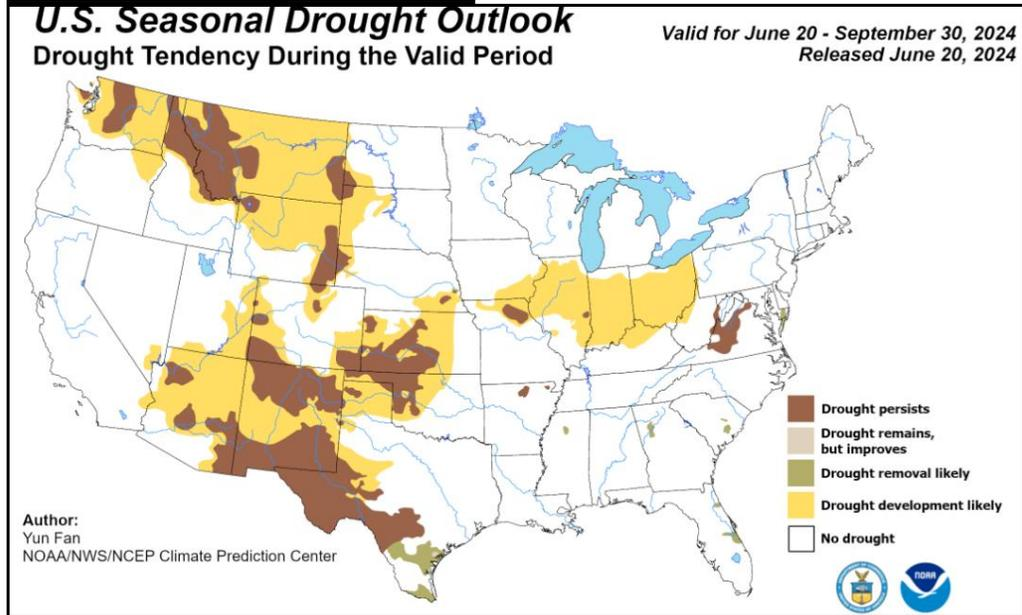 U.S. Seasonal Drought Outlook
Drought Tendency During the Valid Period
Valid for June 20 - September 30, 2024
Released June 20, 2024
Drought persists
Drought remains,
but improves
Drought removal likely
Drought development likely
No drought
Author:
Yun Fan
NOAA/NWS/NCEP Climate Prediction Center
NOAA